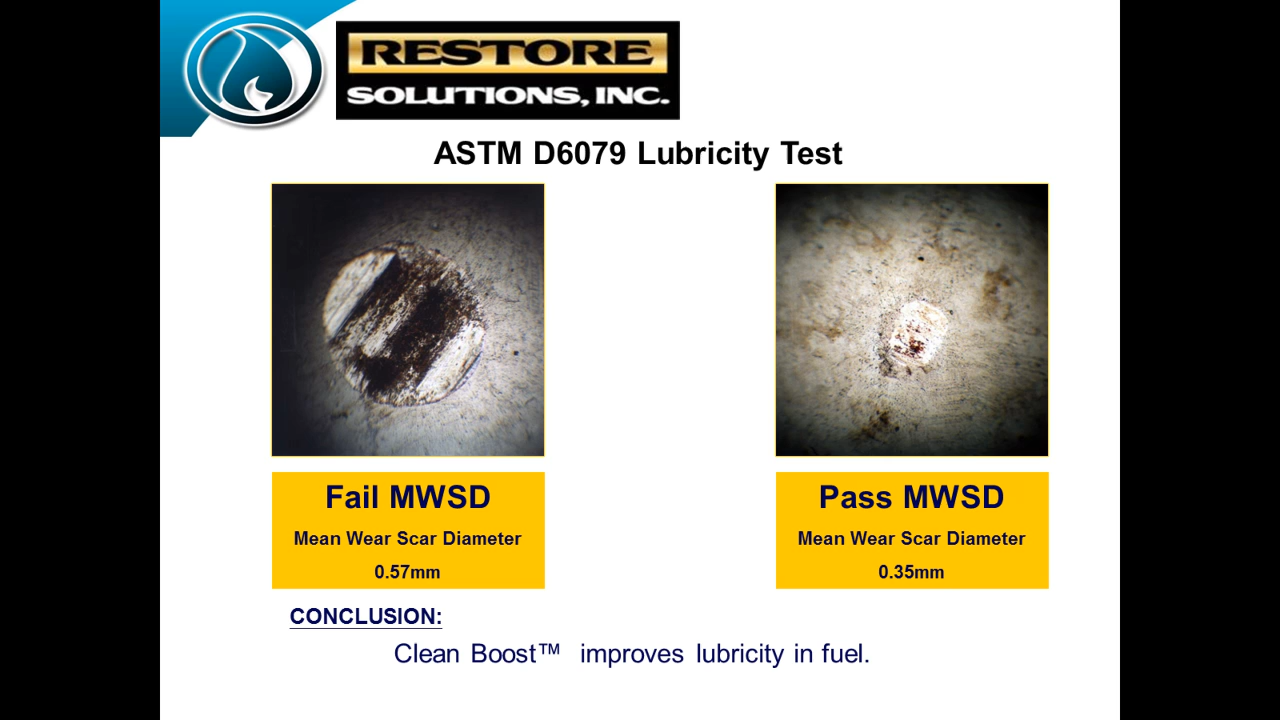 RESTORE
SOLUTIONS, INC.
ASTM D6079 Lubricity Test
Fail MWSD
Mean Wear Scar Diameter
0.57mm
Pass MWSD
Mean Wear Scar Diameter
0.35mm
CONCLUSION:
Clean Boost™ improves lubricity in fuel.